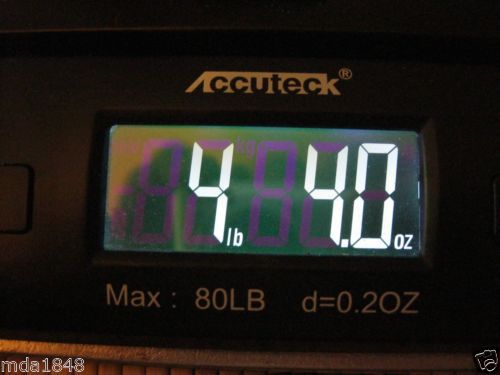 Accuteck®
4 lb 4.0 oz
Max : 80LB d=0.2OZ
mda1848